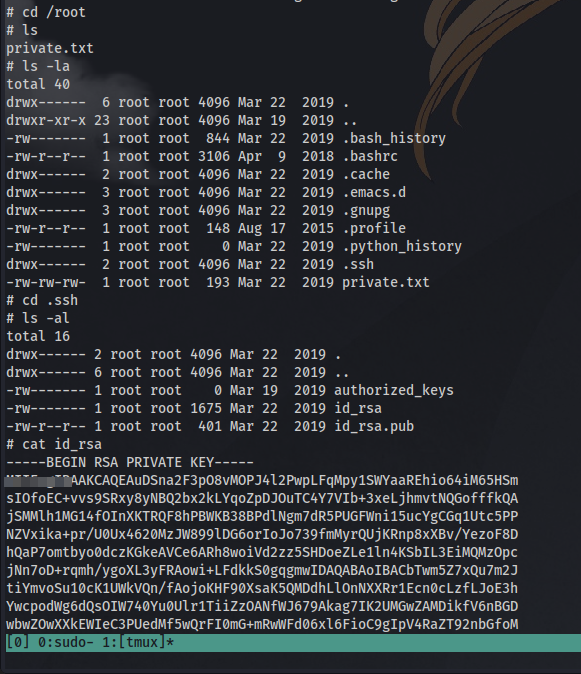 # cd /root
# ls
private.txt
# ls -la
total 40
drwx------  6 root root 4096 Mar 22  2019 .
drwxr-xr-x 23 root root 4096 Mar 19  2019 ..
-rw-------  1 root root  844 Mar 22  2019 .bash_history
-rw-r--r--  1 root root 3106 Apr  9  2018 .bashrc
drwx------  2 root root 4096 Mar 22  2019 .cache
drwx------  3 root root 4096 Mar 22  2019 .emacs.d
drwx------  3 root root 4096 Mar 22  2019 .gnupg
-rw-r--r--  1 root root  148 Aug 17  2015 .profile
-rw-------  1 root root    0 Mar 22  2019 .python_history
drwx------  2 root root 4096 Mar 22  2019 .ssh
-rw-rw-rw-  1 root root  193 Mar 22  2019 private.txt
# cd .ssh
# ls -al
total 16
drwx------ 2 root root 4096 Mar 22  2019 .
drwx------ 6 root root 4096 Mar 22  2019 ..
-rw------- 1 root root    0 Mar 19  2019 authorized_keys
-rw------- 1 root root 1675 Mar 22  2019 id_rsa
-rw-r--r-- 1 root root  401 Mar 22  2019 id_rsa.pub
# cat id_rsa
-----BEGIN RSA PRIVATE KEY-----
AAKCAQEAuDSna2F3pO8vMOPJ4l2PwpLFqMpy1SWYaaREhio64iM65HSm
sIOfoEC+vvs9SRxy8yNBQ2bx2kLYqoZpDJOuTC4Y7VIb+3xeLjhmvtNQGofffkQA
jSMMlh1MG14fOInXKTRQF8hPBWKB38BPdlNgm7dR5PUGFWni15ucYgCGq1Utc5PP
NZVxika+pr/U0Ux4620MzJW899lDG6orIoJo739fmMyrQUjKRnp8xXBv/YezoF8D
hQaP7omtbyo0dczKGkeAVCe6ARh8woiVd2zz5SHDoeZLe1ln4KSbIL3EiMQMzOpc
jNn7oD+rqmh/ygoXL3yFRAowi+LFdkkS0gqgmwIDAQABAoIBACbTwm5Z7xQu7m2J
tiYmvoSu10cK1UWkVQn/fAojoKHF90XsaK5QMDdhLlOnNXXRr1Ecn0cLzfLJoE3h
YwcpodWg6dQsOIW740Yu0Ulr1TiiZzOANfWJ679Akag7IK2UMGwZAMDikfV6nBGD
wbwZOwXXkEWIeC3PUedMf5wQrFI0mG+mRwWFd06xl6FioC9gIpV4RaZT92nbGfoM
[0] 0:sudo- 1:[tmux]*